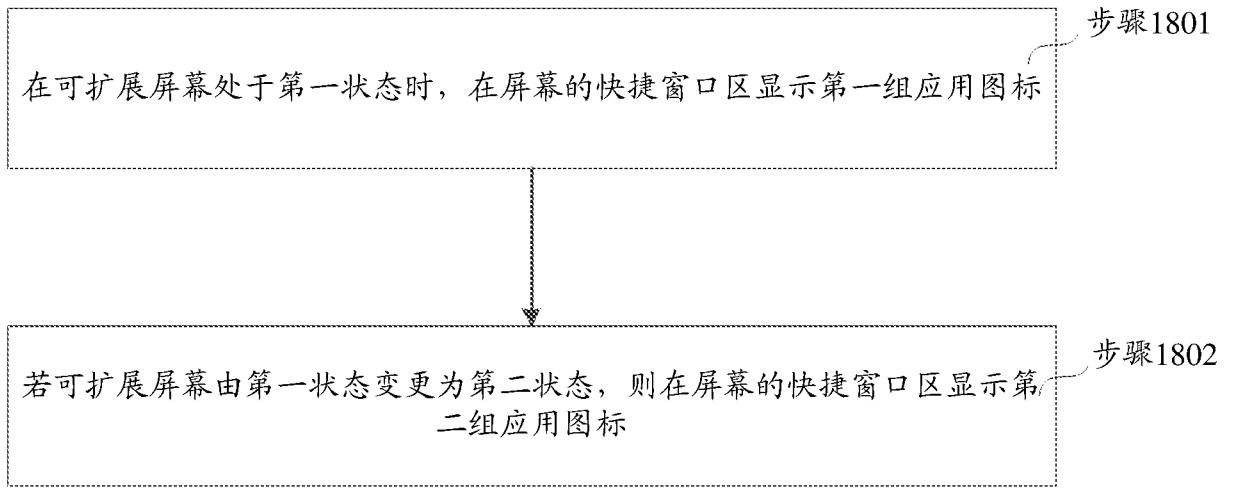 步骤1801
在可扩展屏幕处于第一状态时，在屏幕的快捷窗口区显示第一组应用图标
步骤1802
若可扩展屏幕由第一状态变更为第二状态，则在屏幕的快捷窗口区显示第
二组应用图标